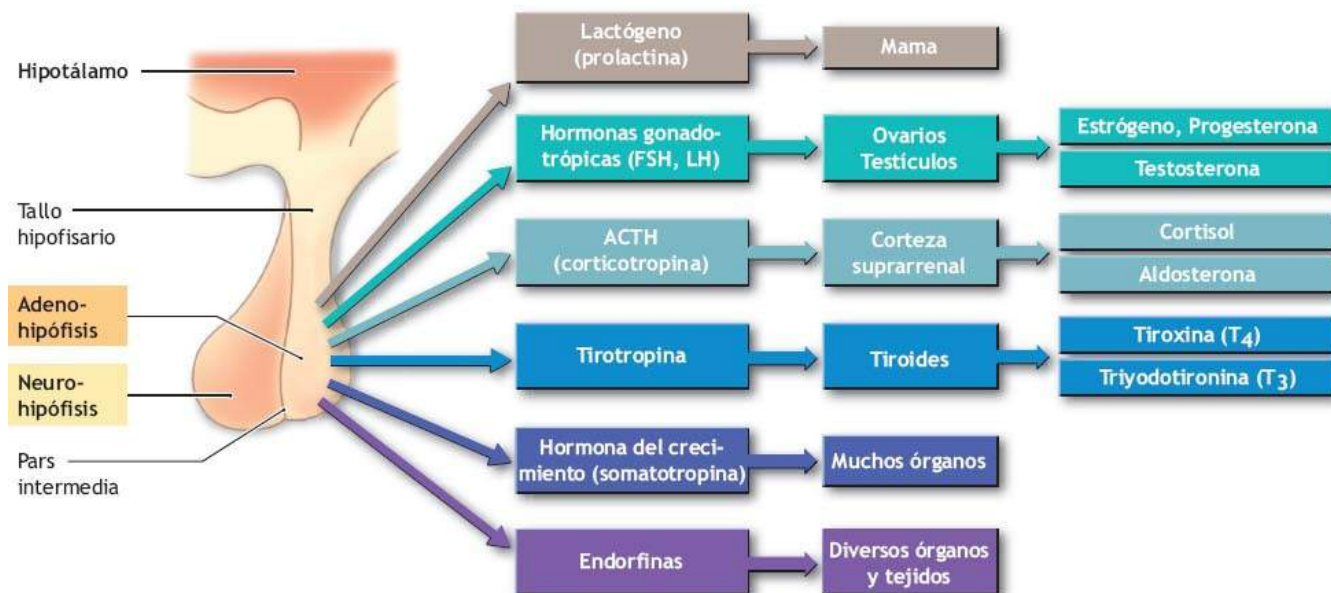 Hipotálamo
Tallo
hipofisario
Adeno-
hipófisis
Neuro-
hipófisis
Pars
intermedia
Lactógeno
(prolactina)
Mama
Hormonas gonado-
trópicas (FSH, LH)
Ovarios
Testículos
Estrógeno, Progesterona
Testosterona
ACTH
(corticotropina)
Corteza
suprarrenal
Cortisol
Aldosterona
Tirotropina
Tiroides
Tiroxina (T4)
Triyodotironina (T3)
Hormona del creci-
miento (somatotropina)
Muchos órganos
Endorfinas
Diversos órganos
y tejidos